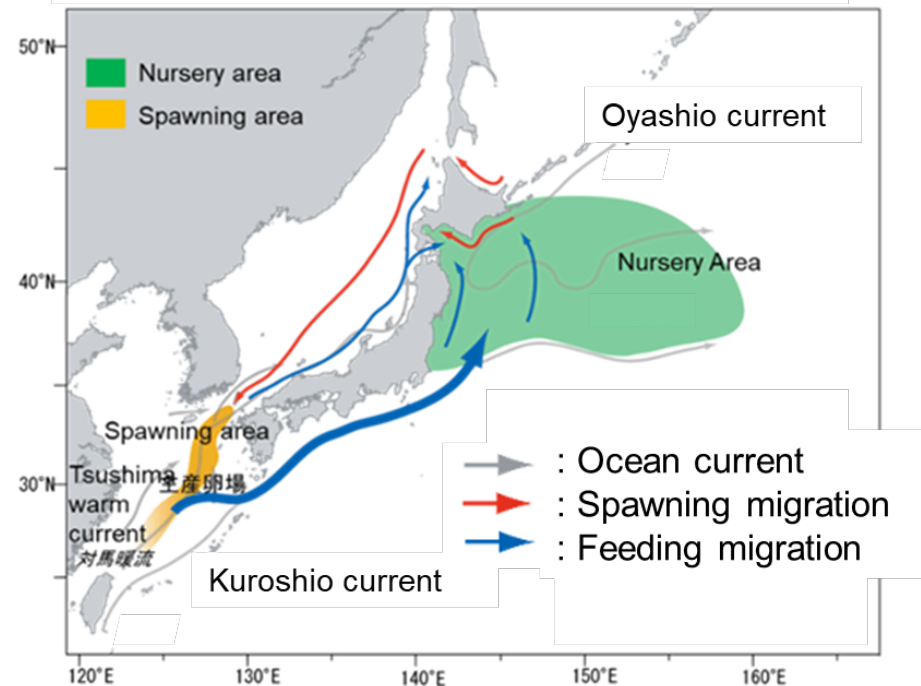 50°N
Nursery area
Spawning area
Oyashio current
Nursery Area
40°N
Spawning area
Tsushima
warm
current
主産卵場
対馬暖流
30°N
: Ocean current
: Spawning migration
: Feeding migration
Kuroshio current
120°E
130°E
140°E
150°E
160°E